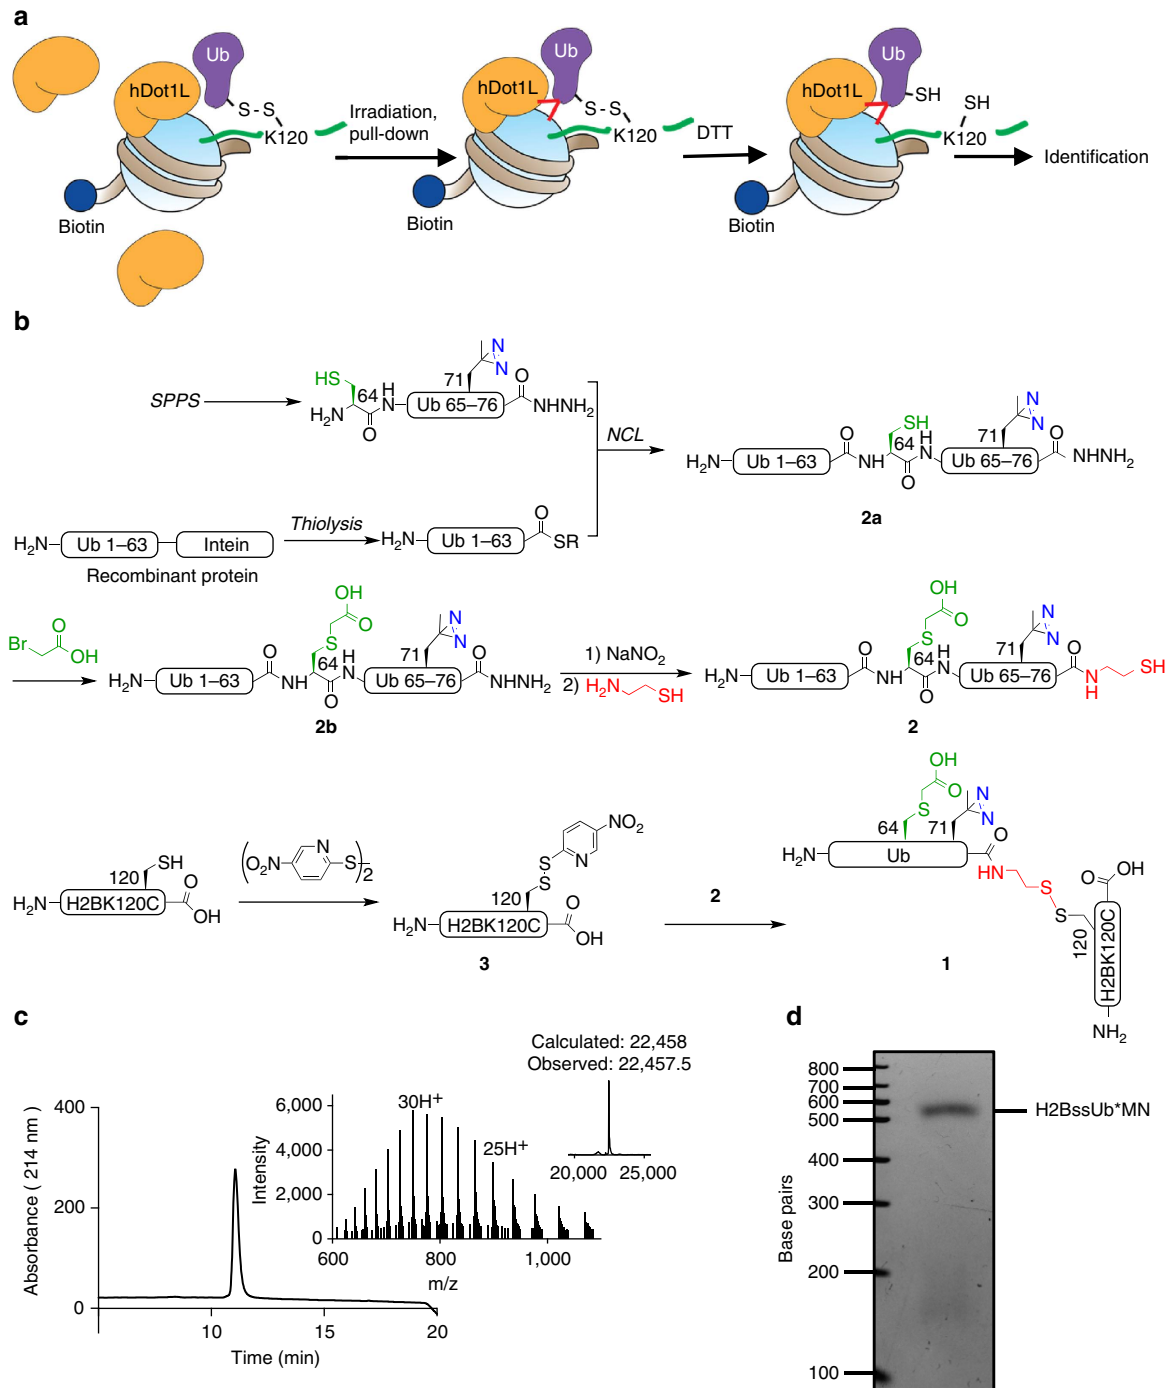 a
Ub
hDot1L
S-S
K120
Biotin
Irradiation,
pull-down
Ub
hDot1L
S-S
K120
Biotin
DTT
Ub
hDot1L
SH
SH
K120
Biotin
Identification
b
SPPS
HS
64
H
N
H2N
O
71
N
N
Ub 65–76
O
NHNH2
NCL
H2N
Ub 1–63
Intein
Recombinant protein
Thiolysis
H2N
Ub 1–63
O
SR
H2N
Ub 1–63
O
NH
SH
64
O
H
N
71
N
N
Ub 65–76
O
NHNH2
2a
Br
O
OH
H2N
Ub 1–63
O
NH
OH
O
S
64
O
H
N
71
N
N
Ub 65–76
O
NHNH2
2b
1) NaNO2
2) H2N SH
H2N
Ub 1–63
O
NH
OH
O
S
64
O
H
N
71
N
N
Ub 65–76
O
N
H
SH
2
H2N
H2BK120C
120
SH
O
OH
(O2N N S)2
H2N
H2BK120C
120
S
S
N
NO2
O
OH
3
2
H2N
Ub
64
S
OH
O
71
N
N
O
HN
S
S
120
O
OH
H2BK120C
NH2
1
c
Absorbance ( 214 nm )
400
200
0
10
15
20
Time (min)
Intensity
6,000
4,000
2,000
0
600
800
1,000
m/z
30H+
25H+
Calculated: 22,458
Observed: 22,457.5
20,000
25,000
d
Base pairs
800
700
600
500
400
300
200
100
H2BssUb*MN